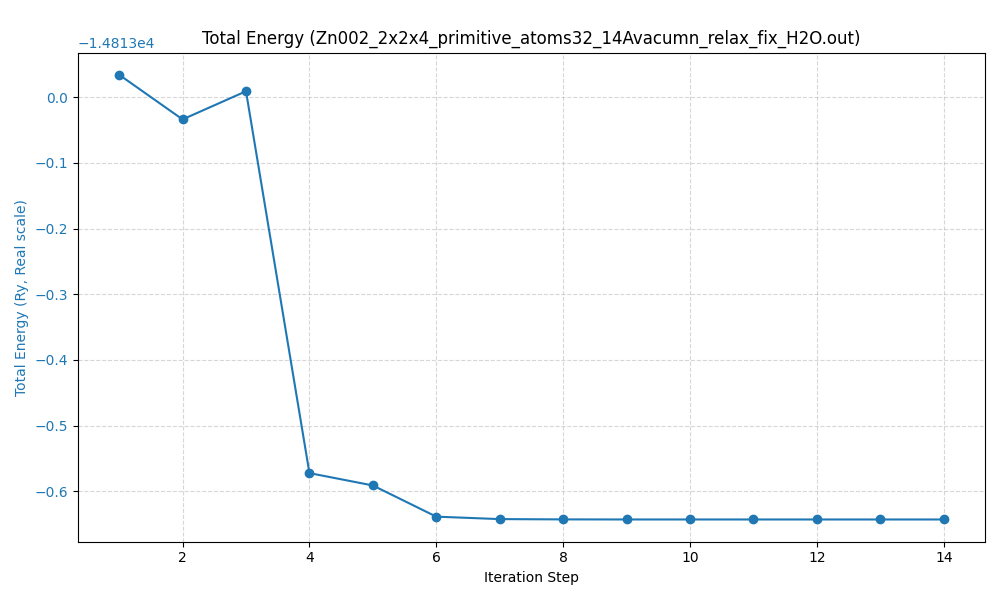 Total Energy (Zn002_2x2x4_primitive_atoms32_14Avacumn_relax_fix_H2O.out)
−1.4813e4
0.0
−0.1
−0.2
−0.3
−0.4
−0.5
−0.6
Total Energy (Ry, Real scale)
2 4 6 8 10 12 14
Iteration Step